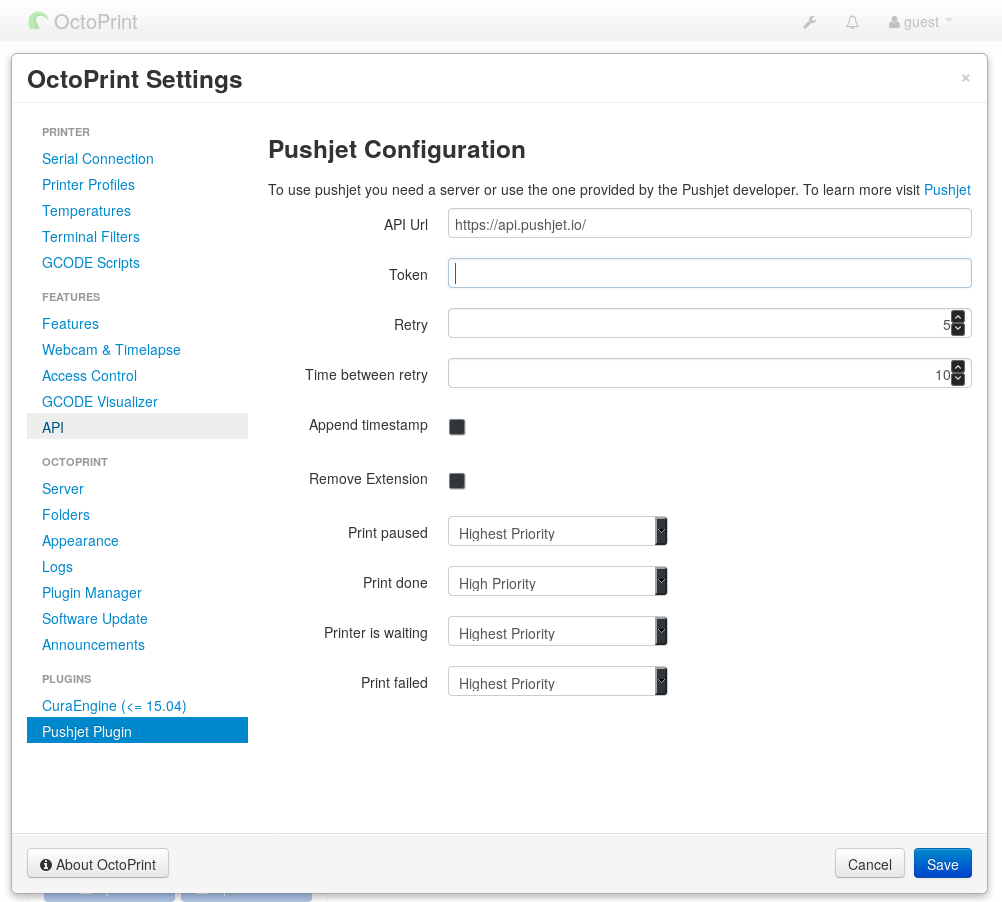 OctoPrint
guest
OctoPrint Settings
×
PRINTER
Serial Connection
Printer Profiles
Temperatures
Terminal Filters
GCODE Scripts
FEATURES
Features
Webcam & Timelapse
Access Control
GCODE Visualizer
API
OCTOPRINT
Server
Folders
Appearance
Logs
Plugin Manager
Software Update
Announcements
PLUGINS
CuraEngine (<= 15.04)
Pushjet Plugin
Pushjet Configuration
To use pushjet you need a server or use the one provided by the Pushjet developer. To learn more visit Pushjet
API Url https://api.pushjet.io/
Token
Retry 5
Time between retry 10
Append timestamp
Remove Extension
Print paused Highest Priority
Print done High Priority
Printer is waiting Highest Priority
Print failed Highest Priority
About OctoPrint
Cancel Save